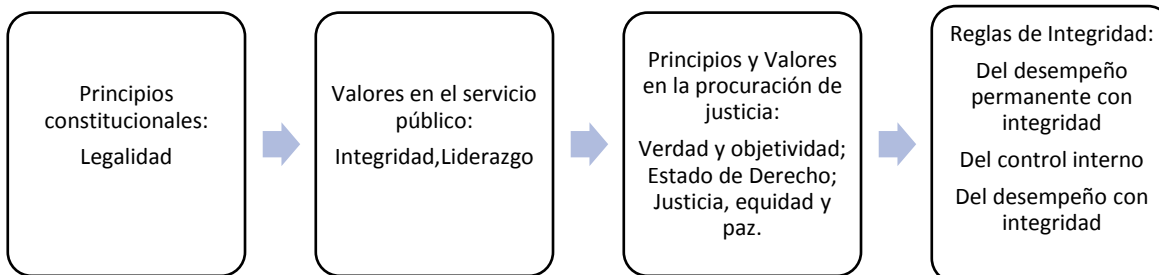 Principios
constitucionales:
Legalidad
Valores en el servicio
público:
Integridad,Liderazgo
Principios y Valores
en la procuración de
justicia:
Verdad y objetividad;
Estado de Derecho;
Justicia, equidad y
paz.
Reglas de Integridad:
Del desempeño
permanente con
integridad
Del control interno
Del desempeño con
integridad